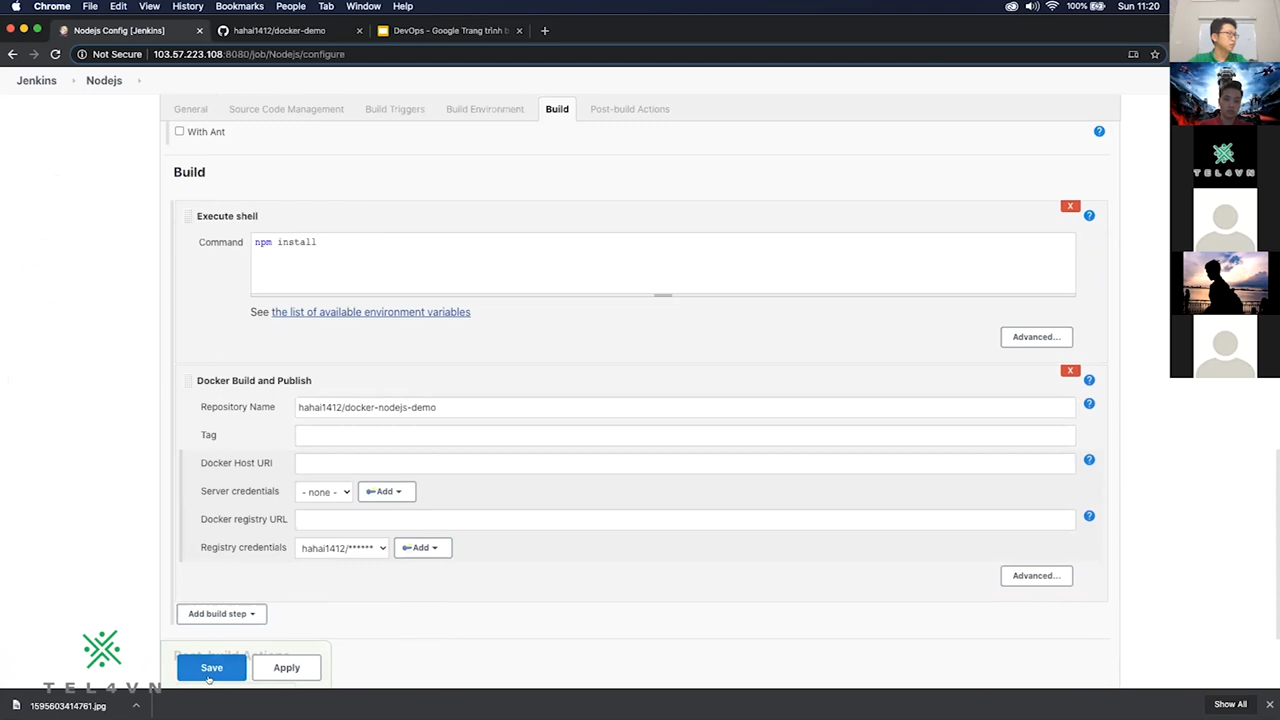 Chrome File Edit View History Bookmarks People Tab Window Help 100% Sun 11:20
Nodejs Config [Jenkins] hahai1412/docker-demo DevOps - Google Trang trình b
Not Secure 103.57.223.108:8080/job/Nodejs/configure
Jenkins Nodejs
General Source Code Management Build Triggers Build Environment Build Post-build Actions
With Ant
Build
Execute shell X
Command npm install
See the list of available environment variables
Advanced...
Docker Build and Publish X
Repository Name hahai1412/docker-nodejs-demo
Tag
Docker Host URI
Server credentials - none - Add
Docker registry URL
Registry credentials hahai1412/****** Add
Advanced...
Add build step
Post-build Actions
Save Apply
TEL4VN
1595603414761.jpg Show All
TEL4VN